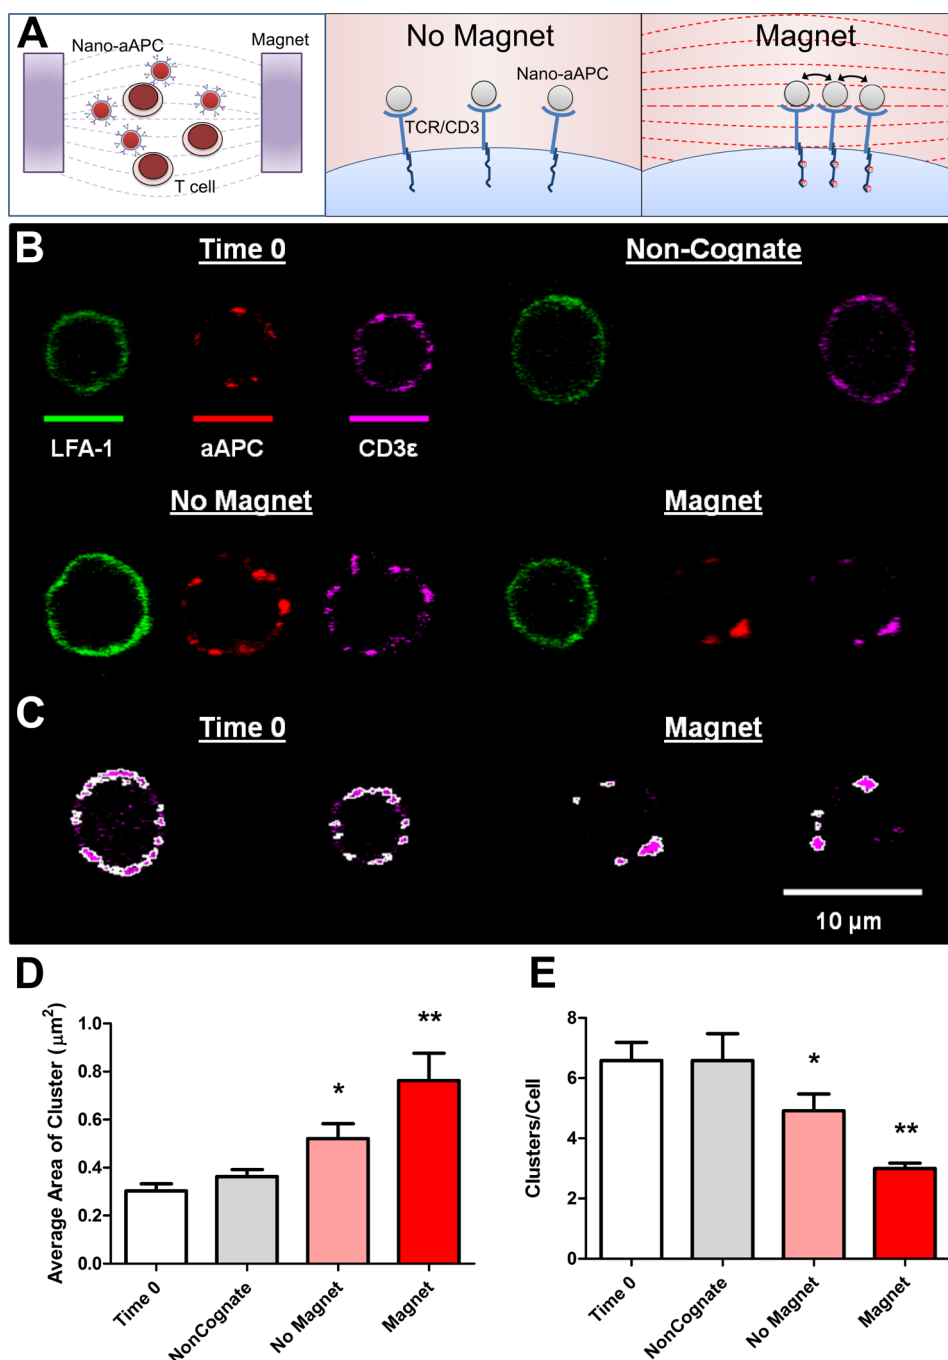 A
Nano-aAPC
Magnet
T cell
No Magnet
Nano-aAPC
TCR/CD3
Magnet
B
Time 0
Non-Cognate
LFA-1
aAPC
CD3ε
No Magnet
Magnet
C
Time 0
Magnet
10 μm
D
Average Area of Cluster (μm²)
1.0
0.8
0.6
0.4
0.2
0.0
*
**
Time 0
NonCognate
No Magnet
Magnet
E
Clusters/Cell
8
6
4
2
0
*
**
Time 0
NonCognate
No Magnet
Magnet